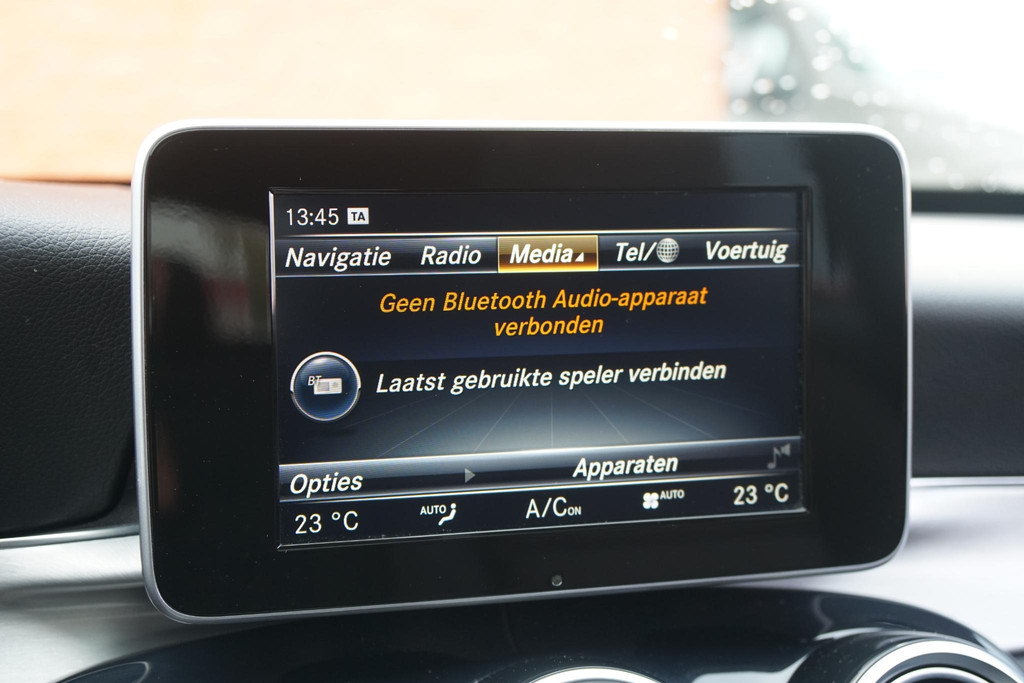 13:45 TA
Navigatie Radio Media Tel/ Voertuig
Geen Bluetooth Audio-apparaat
verbonden
BT
Laatst gebruikte speler verbinden
Opties Apparaten
23 °C AUTO A/C ON AUTO 23 °C